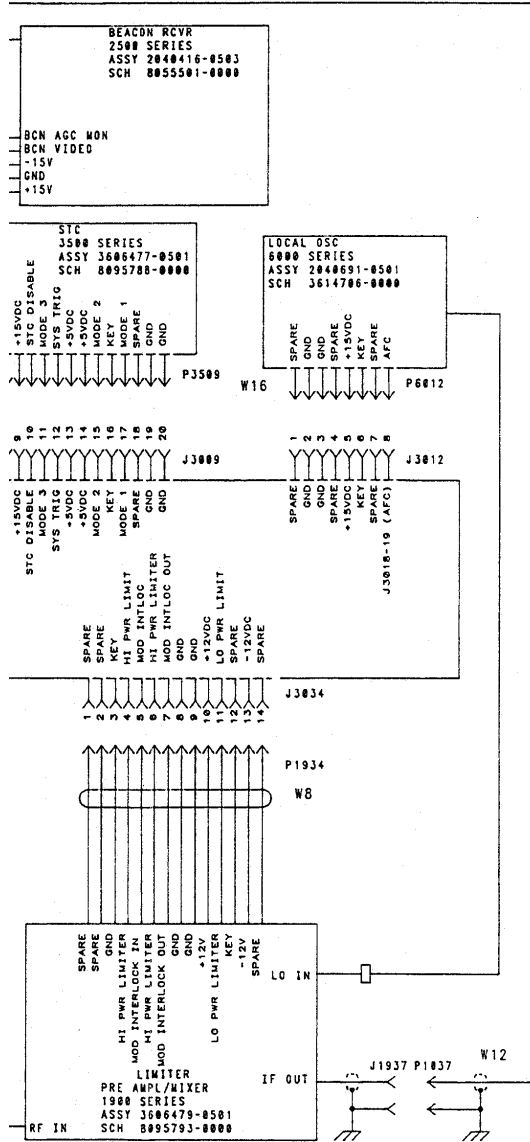 BEACON RCVR
2500 SERIES
ASSY 2040416-0503
SCH 8055501-0000
BCN AGC MON
BCN VIDEO
-15V
GND
+15V
STC
3500 SERIES
ASSY 3606477-0501
SCH 8095788-0000
+15VDC
STC DISABLE
MODE 3
SYS TRIG
+5VDC
+5VDC
MODE 2
KEY
MODE 1
SPARE
GND
GND
P3509
LOCAL OSC
6000 SERIES
ASSY 2040691-0501
SCH 3614706-0000
SPARE
GND
GND
SPARE
+15VDC
KEY
SPARE
AFC
W16
P6012
9
10
11
12
13
14
15
16
17
18
19
20
J3009
+15VDC
STC DISABLE
MODE 3
SYS TRIG
+5VDC
+5VDC
MODE 2
KEY
MODE 1
SPARE
GND
GND
1
2
3
4
5
6
7
8
J3012
SPARE
GND
GND
SPARE
+15VDC
KEY
SPARE
J3018-19 (AFC)
SPARE
SPARE
KEY
HI PWR LIMIT
MOD INTLOC
HI PWR LIMITER
MOD INTLOC OUT
GND
GND
+12VDC
LO PWR LIMIT
SPARE
-12VDC
SPARE
J3034
1
2
3
4
5
6
7
8
9
10
11
12
13
14
P1934
W8
SPARE
SPARE
GND
HI PWR LIMITER
MOD INTERLOCK IN
HI PWR LIMITER
MOD INTERLOCK OUT
GND
GND
+12V
LO PWR LIMITER
KEY
-12V
SPARE
LO IN
LIMITER
PRE AMPL/MIXER
1900 SERIES
ASSY 3606479-0501
SCH 8095793-0000
IF OUT
RF IN
J1937 P1037
W12